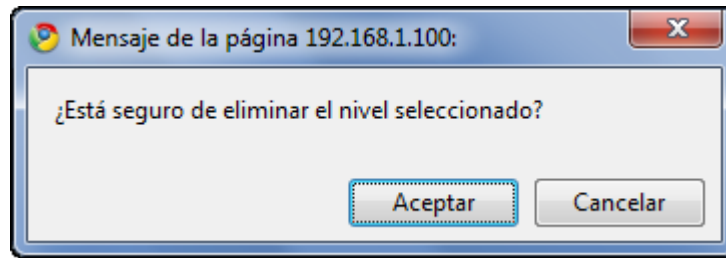 Mensaje de la página 192.168.1.100:
¿Está seguro de eliminar el nivel seleccionado?
Aceptar Cancelar